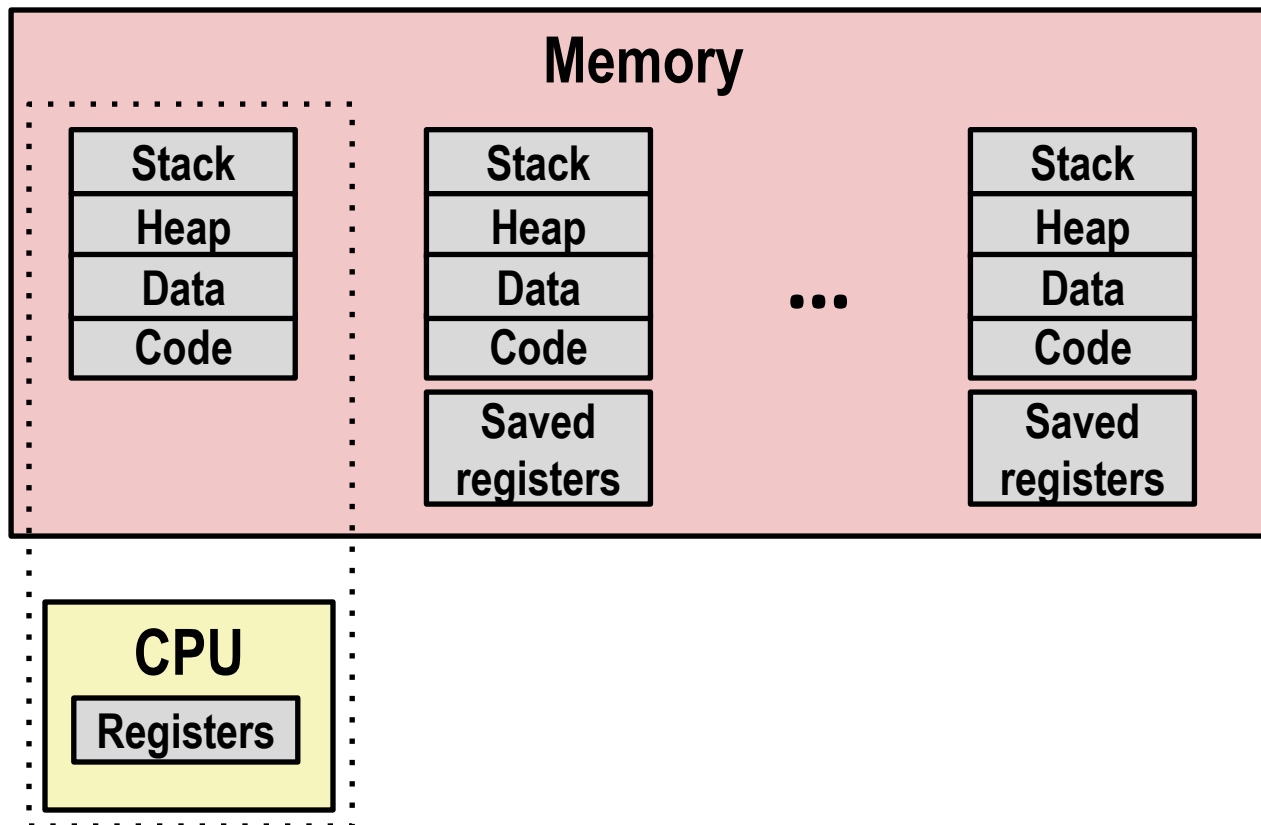 Memory
Stack
Heap
Data
Code
Stack
Heap
Data
Code
Saved
registers
...
Stack
Heap
Data
Code
Saved
registers
CPU
Registers